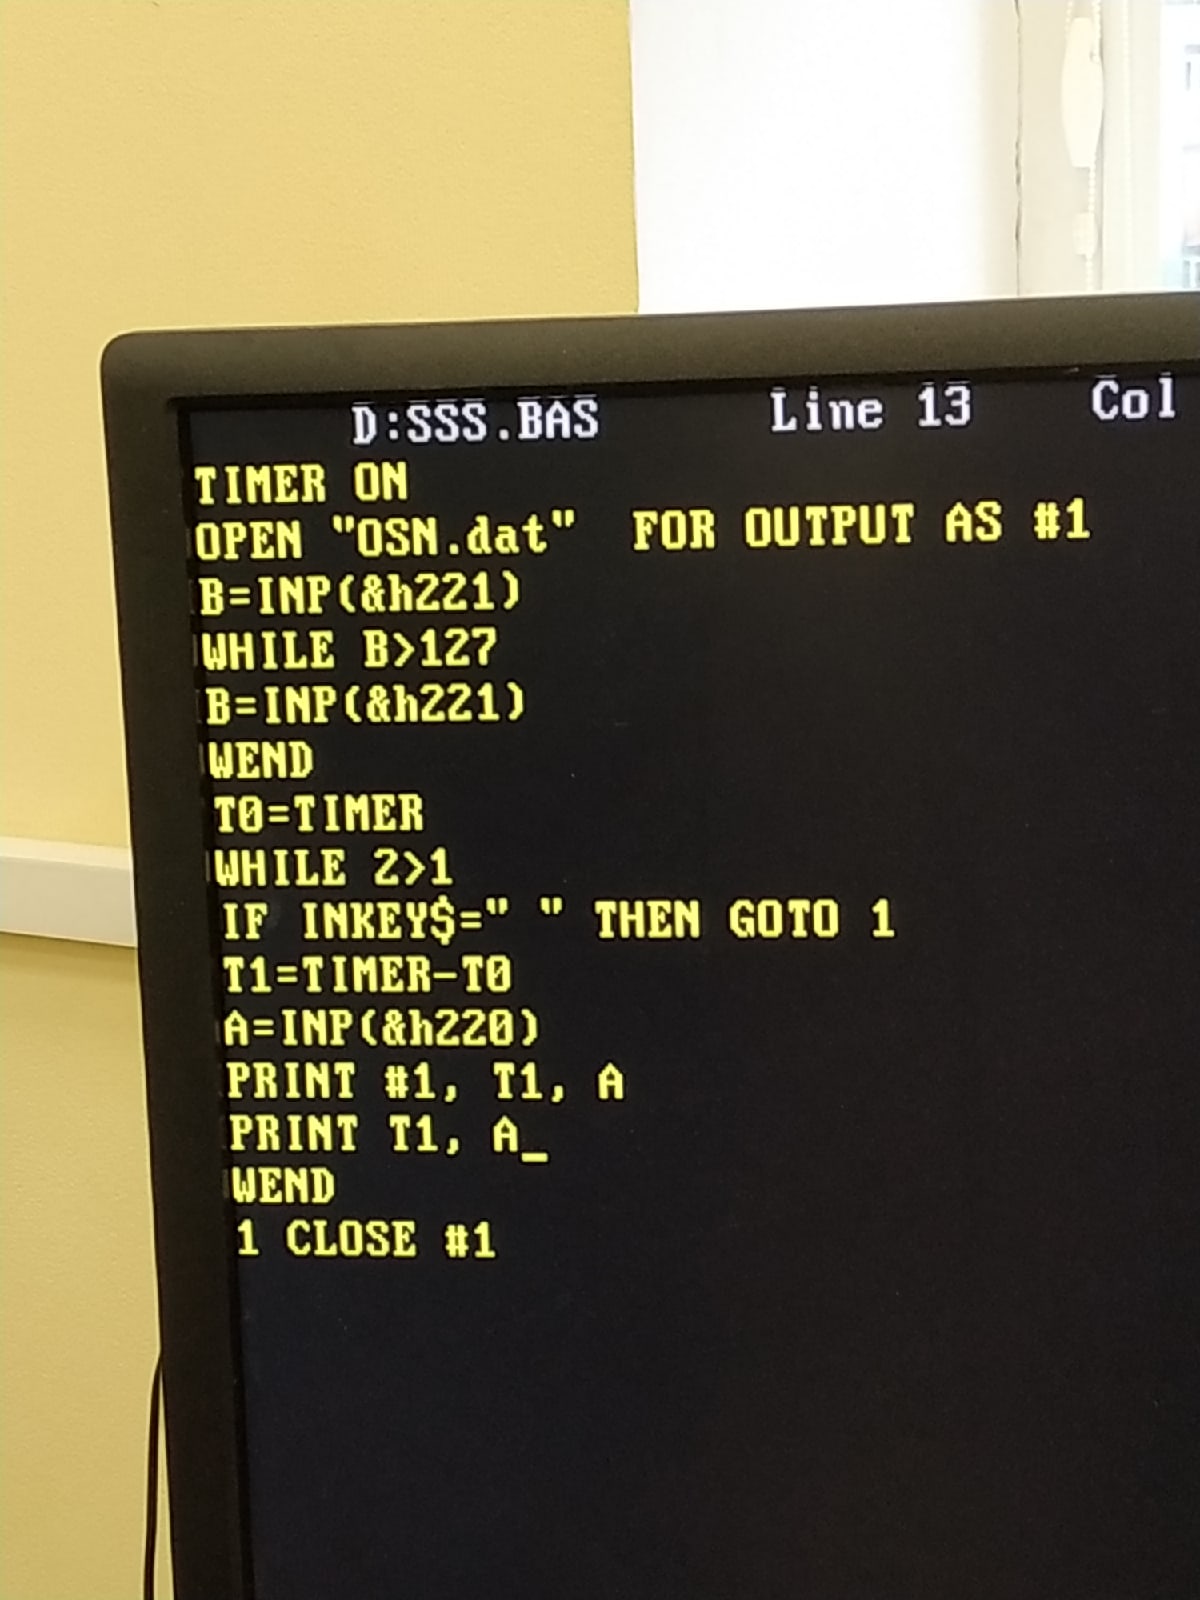 D:SSS.BAS Line 13 Col
TIMER ON
OPEN "OSN.dat" FOR OUTPUT AS #1
B=INP(&h221)
WHILE B>127
B=INP(&h221)
WEND
T0=TIMER
WHILE 2>1
IF INKEY$=" " THEN GOTO 1
T1=TIMER-T0
A=INP(&h220)
PRINT #1, T1, A
PRINT T1, A_
WEND
1 CLOSE #1